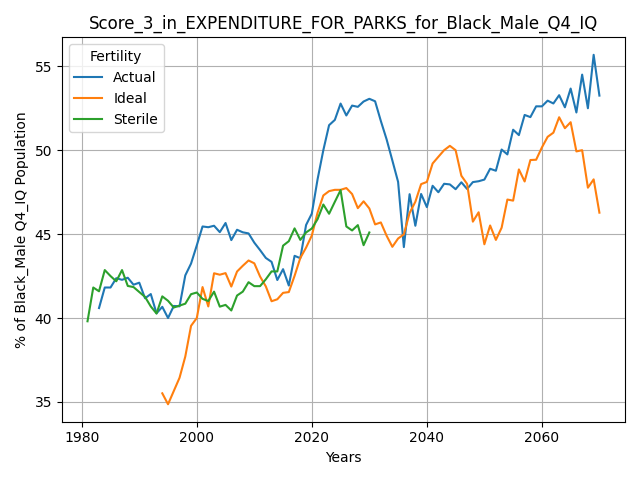 Score_3_in_EXPENDITURE_FOR_PARKS_for_Black_Male_Q4_IQ
Fertility
Actual
Ideal
Sterile
% of Black_Male Q4_IQ Population
55
50
45
40
35
1980
2000
2020
2040
2060
Years